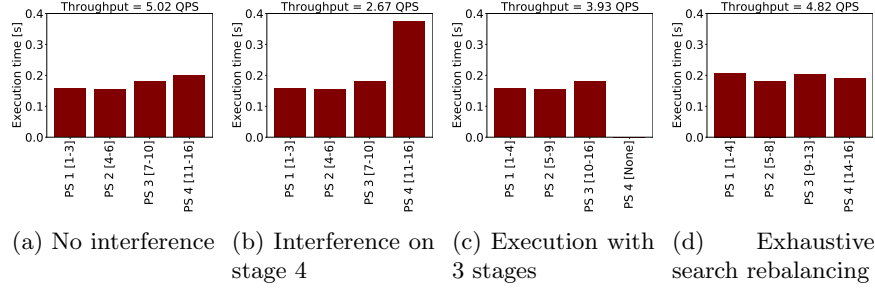 Throughput = 5.02 QPS
Execution time [s]
0.4
0.3
0.2
0.1
0.0
PS 1 [1-3]
PS 2 [4-6]
PS 3 [7-10]
PS 4 [11-16]
(a) No interference
Throughput = 2.67 QPS
Execution time [s]
0.4
0.3
0.2
0.1
0.0
PS 1 [1-3]
PS 2 [4-6]
PS 3 [7-10]
PS 4 [11-16]
(b) Interference on
stage 4
Throughput = 3.93 QPS
Execution time [s]
0.4
0.3
0.2
0.1
0.0
PS 1 [1-4]
PS 2 [5-9]
PS 3 [10-16]
PS 4 [None]
(c) Execution with
3 stages
Throughput = 4.82 QPS
Execution time [s]
0.4
0.3
0.2
0.1
0.0
PS 1 [1-4]
PS 2 [5-8]
PS 3 [9-13]
PS 4 [14-16]
(d) Exhaustive
search rebalancing